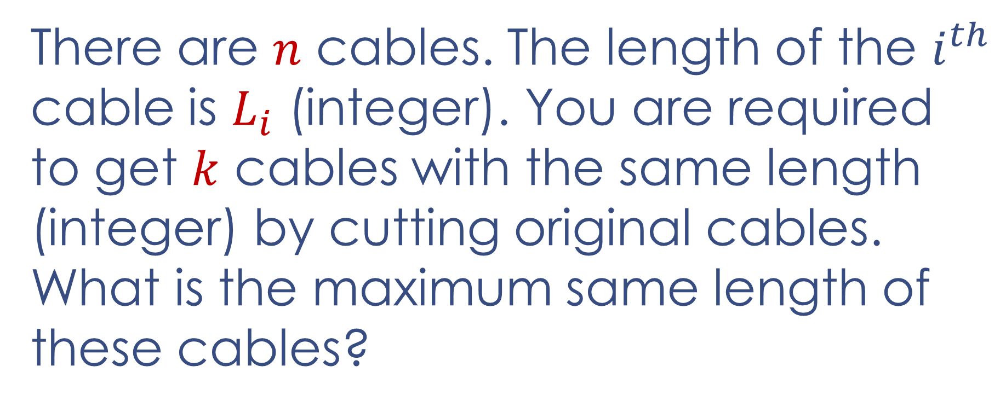 There are n cables. The length of the i^{th}
cable is L_i (integer). You are required
to get k cables with the same length
(integer) by cutting original cables.
What is the maximum same length of
these cables?